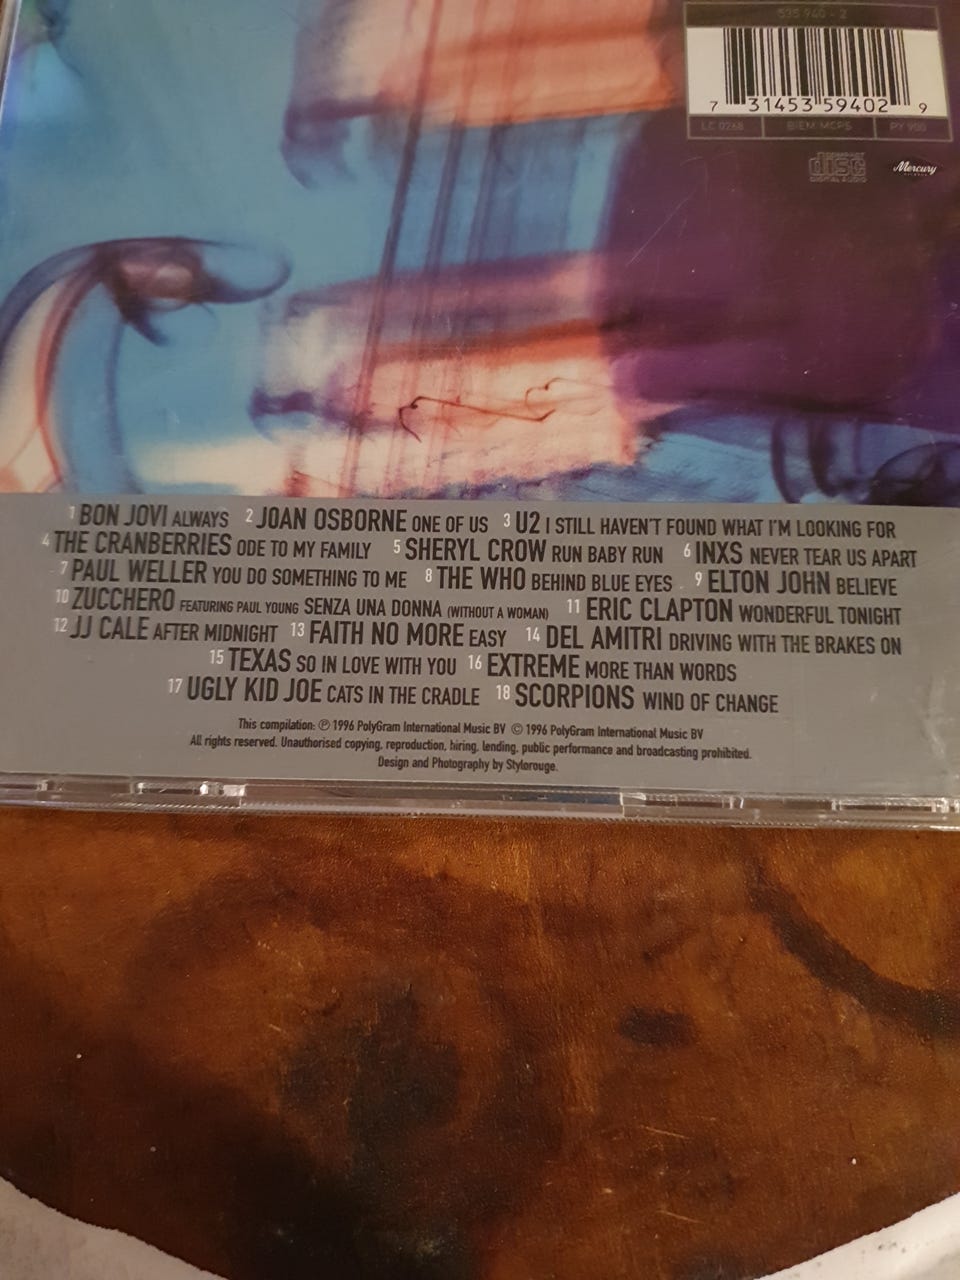 535 940 - 2
7 31453 59402 9
LC 0268 BIEM MCPS PY 900
COMPACT disc DIGITAL AUDIO Mercury
1 BON JOVI ALWAYS 2 JOAN OSBORNE ONE OF US 3 U2 I STILL HAVEN'T FOUND WHAT I'M LOOKING FOR
4 THE CRANBERRIES ODE TO MY FAMILY 5 SHERYL CROW RUN BABY RUN 6 INXS NEVER TEAR US APART
7 PAUL WELLER YOU DO SOMETHING TO ME 8 THE WHO BEHIND BLUE EYES 9 ELTON JOHN BELIEVE
10 ZUCCHERO FEATURING PAUL YOUNG SENZA UNA DONNA (WITHOUT A WOMAN) 11 ERIC CLAPTON WONDERFUL TONIGHT
12 JJ CALE AFTER MIDNIGHT 13 FAITH NO MORE EASY 14 DEL AMITRI DRIVING WITH THE BRAKES ON
15 TEXAS SO IN LOVE WITH YOU 16 EXTREME MORE THAN WORDS
17 UGLY KID JOE CATS IN THE CRADLE 18 SCORPIONS WIND OF CHANGE
This compilation: ℗ 1996 PolyGram International Music BV © 1996 PolyGram International Music BV
All rights reserved. Unauthorised copying, reproduction, hiring, lending, public performance and broadcasting prohibited.
Design and Photography by Stylorouge.